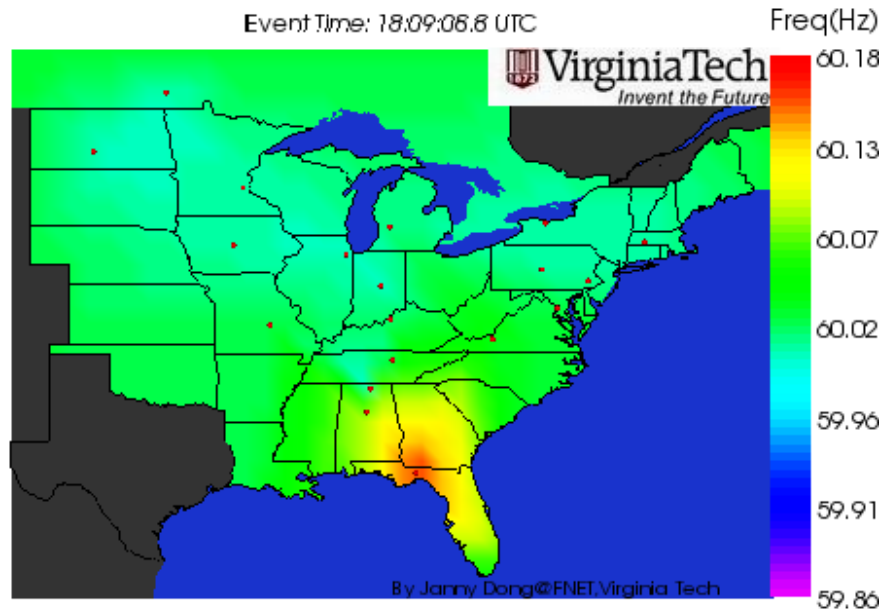 Event Time: 18:09:08.8 UTC
Freq(Hz)
VirginiaTech
Invent the Future
60.18
60.13
60.07
60.02
59.96
59.91
59.86
By Janny Dong@FNET,Virginia Tech